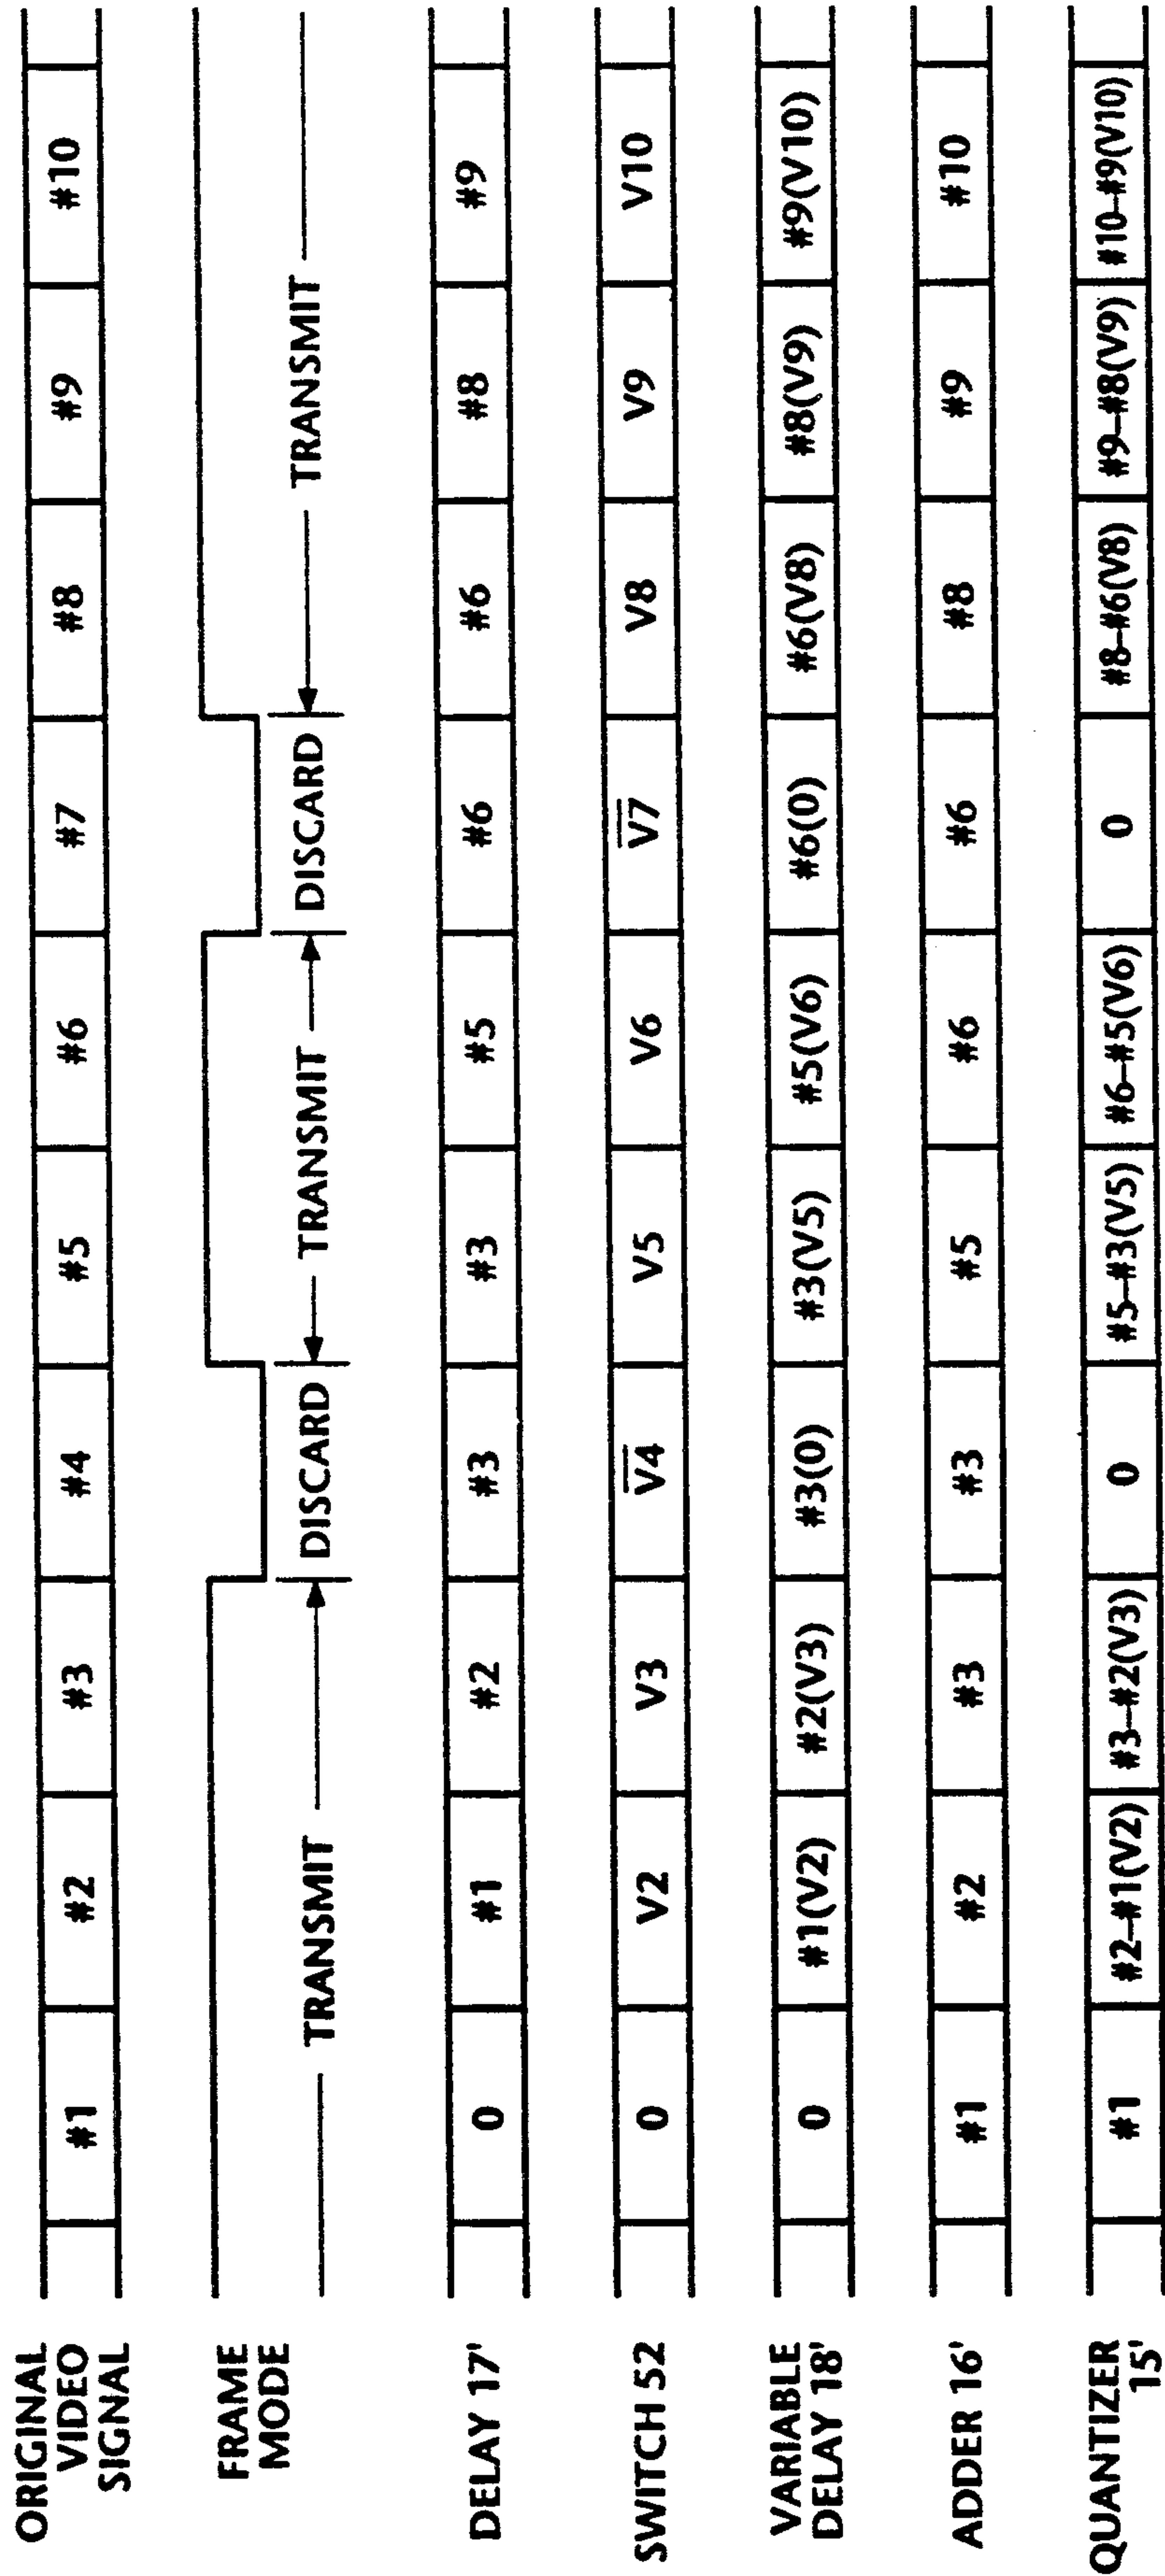 ORIGINAL
VIDEO
SIGNAL
#1 #2 #3 #4 #5 #6 #7 #8 #9 #10
FRAME
MODE
TRANSMIT DISCARD TRANSMIT DISCARD TRANSMIT
DELAY 17'
0 #1 #2 #3 #3 #5 #6 #6 #8 #9
SWITCH 52
0 V2 V3 V̅4̅ V5 V6 V̅7̅ V8 V9 V10
VARIABLE
DELAY 18'
0 #1(V2) #2(V3) #3(0) #3(V5) #5(V6) #6(0) #6(V8) #8(V9) #9(V10)
ADDER 16'
#1 #2 #3 #3 #5 #6 #6 #8 #9 #10
QUANTIZER
15'
#1 #2-#1(V2) #3-#2(V3) 0 #5-#3(V5) #6-#5(V6) 0 #8-#6(V8) #9-#8(V9) #10-#9(V10)